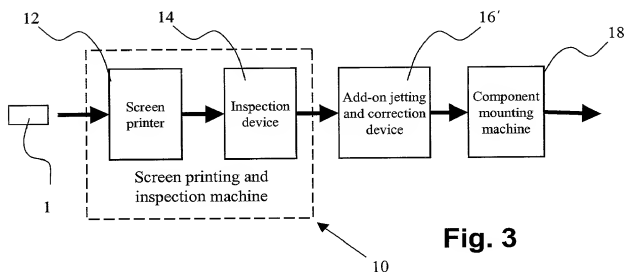 12
14
16′
18
Screen
printer
Inspection
device
Add-on jetting
and correction
device
Component
mounting
machine
1
Screen printing and
inspection machine
10
Fig. 3